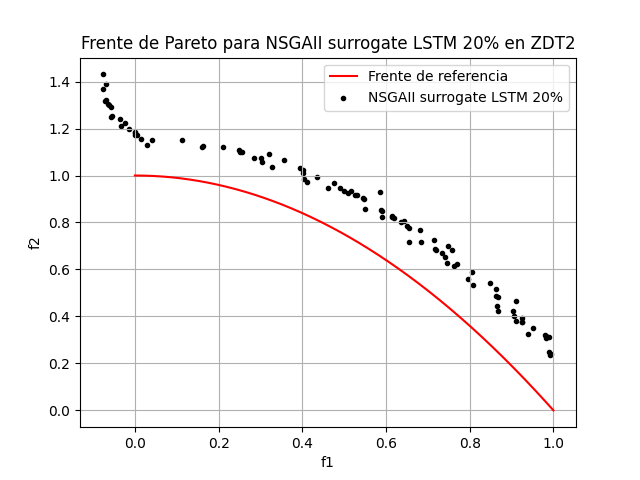 Frente de Pareto para NSGAII surrogate LSTM 20% en ZDT2
Frente de referencia
NSGAII surrogate LSTM 20%
f2
1.4
1.2
1.0
0.8
0.6
0.4
0.2
0.0
0.0 0.2 0.4 0.6 0.8 1.0
f1